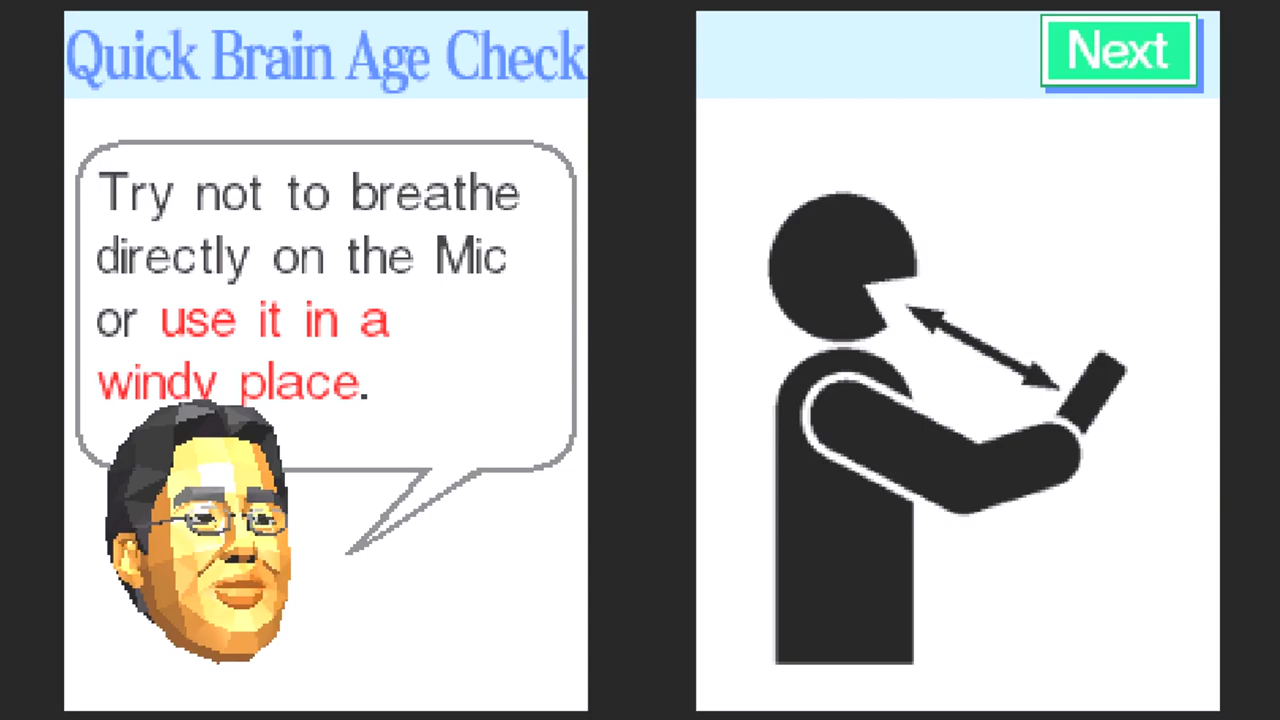 Quick Brain Age Check
Next
Try not to breathe
directly on the Mic
or use it in a
windy place.